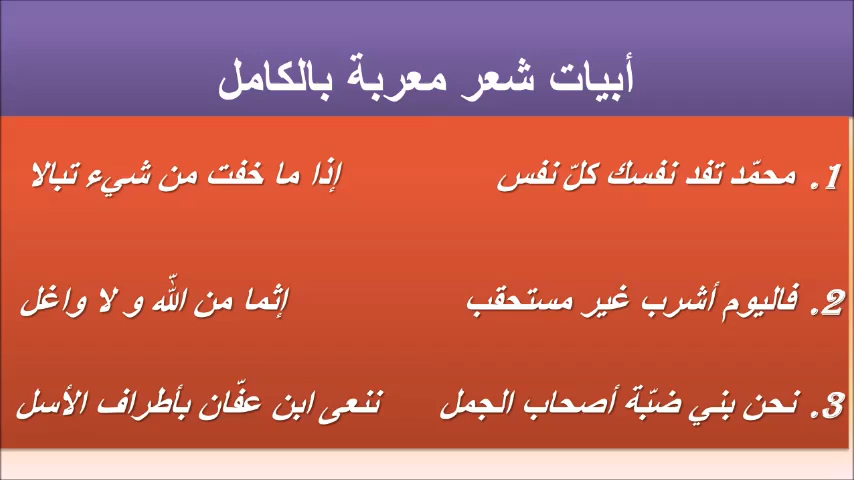 أبيات شعر معربة بالكامل
1. محمّد تفد نفسك كلّ نفس إذا ما خفت من شيء تبالا
2. فاليوم أشرب غير مستحقب إثما من الله و لا واغل
3. نحن بني ضبّة أصحاب الجمل ننعى ابن عفّان بأطراف الأسل